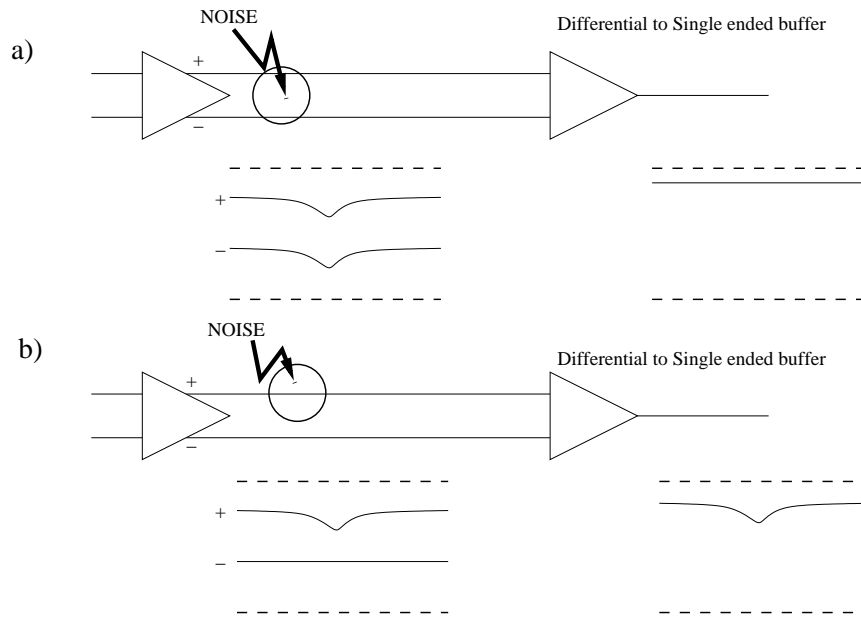 NOISE
Differential to Single ended buffer
a)
+
−
+
−
NOISE
b)
Differential to Single ended buffer
+
−
+
−